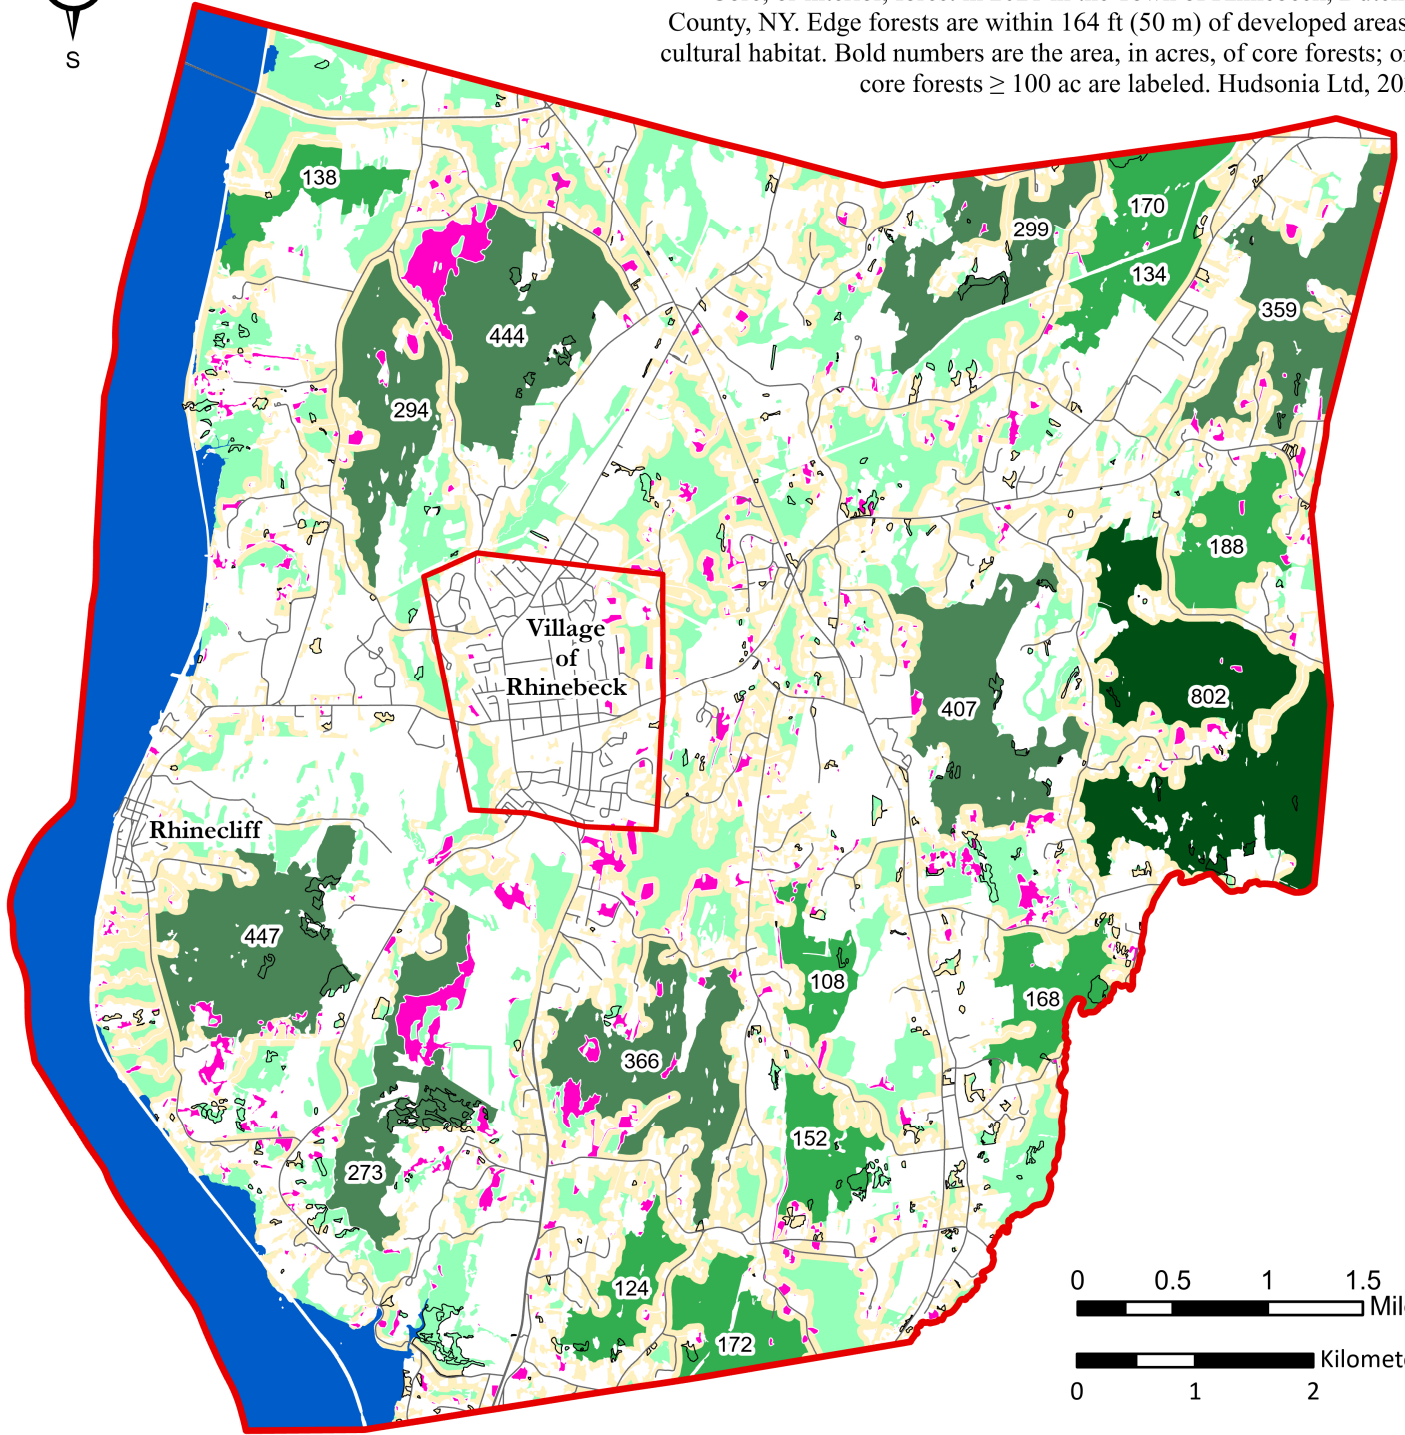 S
County, NY. Edge forests are within 164 ft (50 m) of developed areas
cultural habitat. Bold numbers are the area, in acres, of core forests;
core forests ≥ 100 ac are labeled. Hudsonia Ltd,
138
170
299
134
359
444
294
188
Village
of
Rhinebeck
802
407
Rhinecliff
447
108
168
366
152
273
124
172
0 0.5 1 1.5
0 1 2